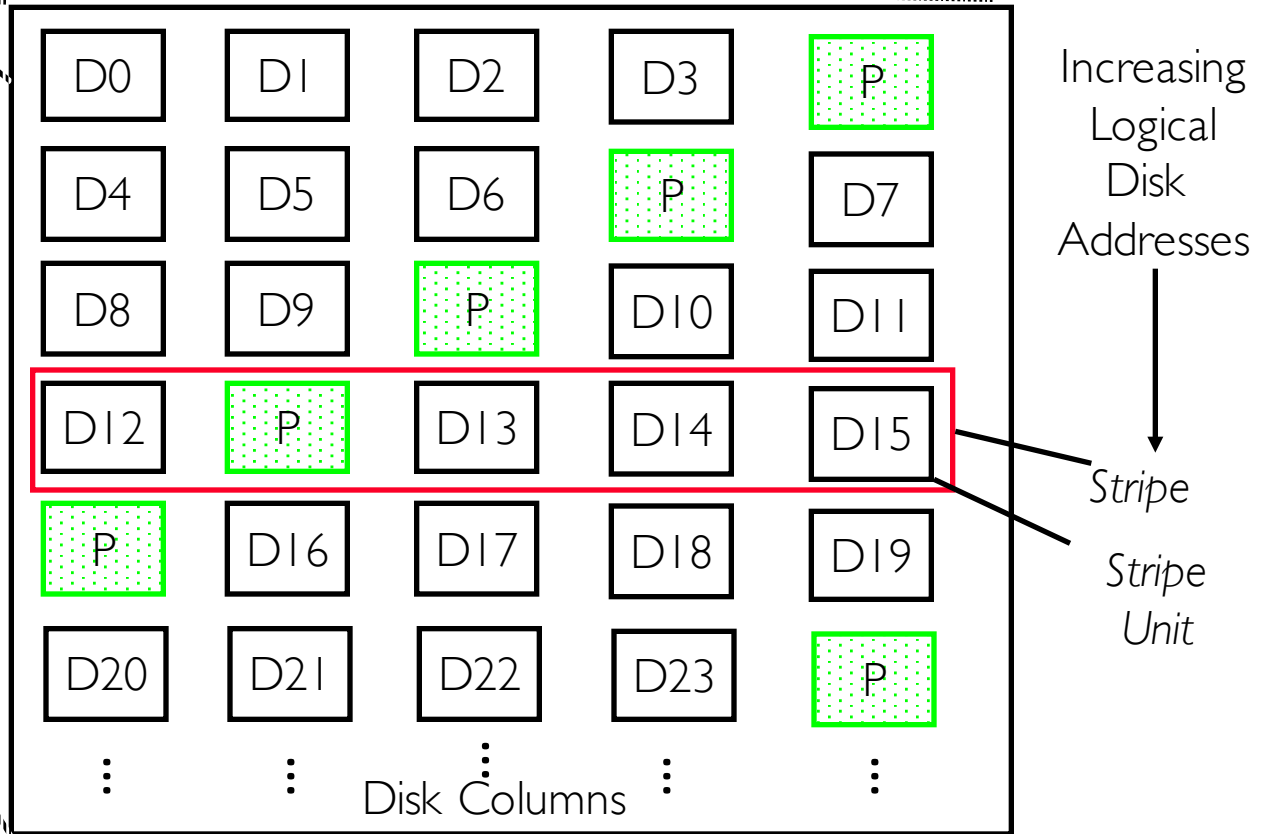 D0 D1 D2 D3 P
D4 D5 D6 P D7
D8 D9 P D10 D11
D12 P D13 D14 D15
P D16 D17 D18 D19
D20 D21 D22 D23 P
Disk Columns
Increasing
Logical
Disk
Addresses
Stripe
Stripe
Unit